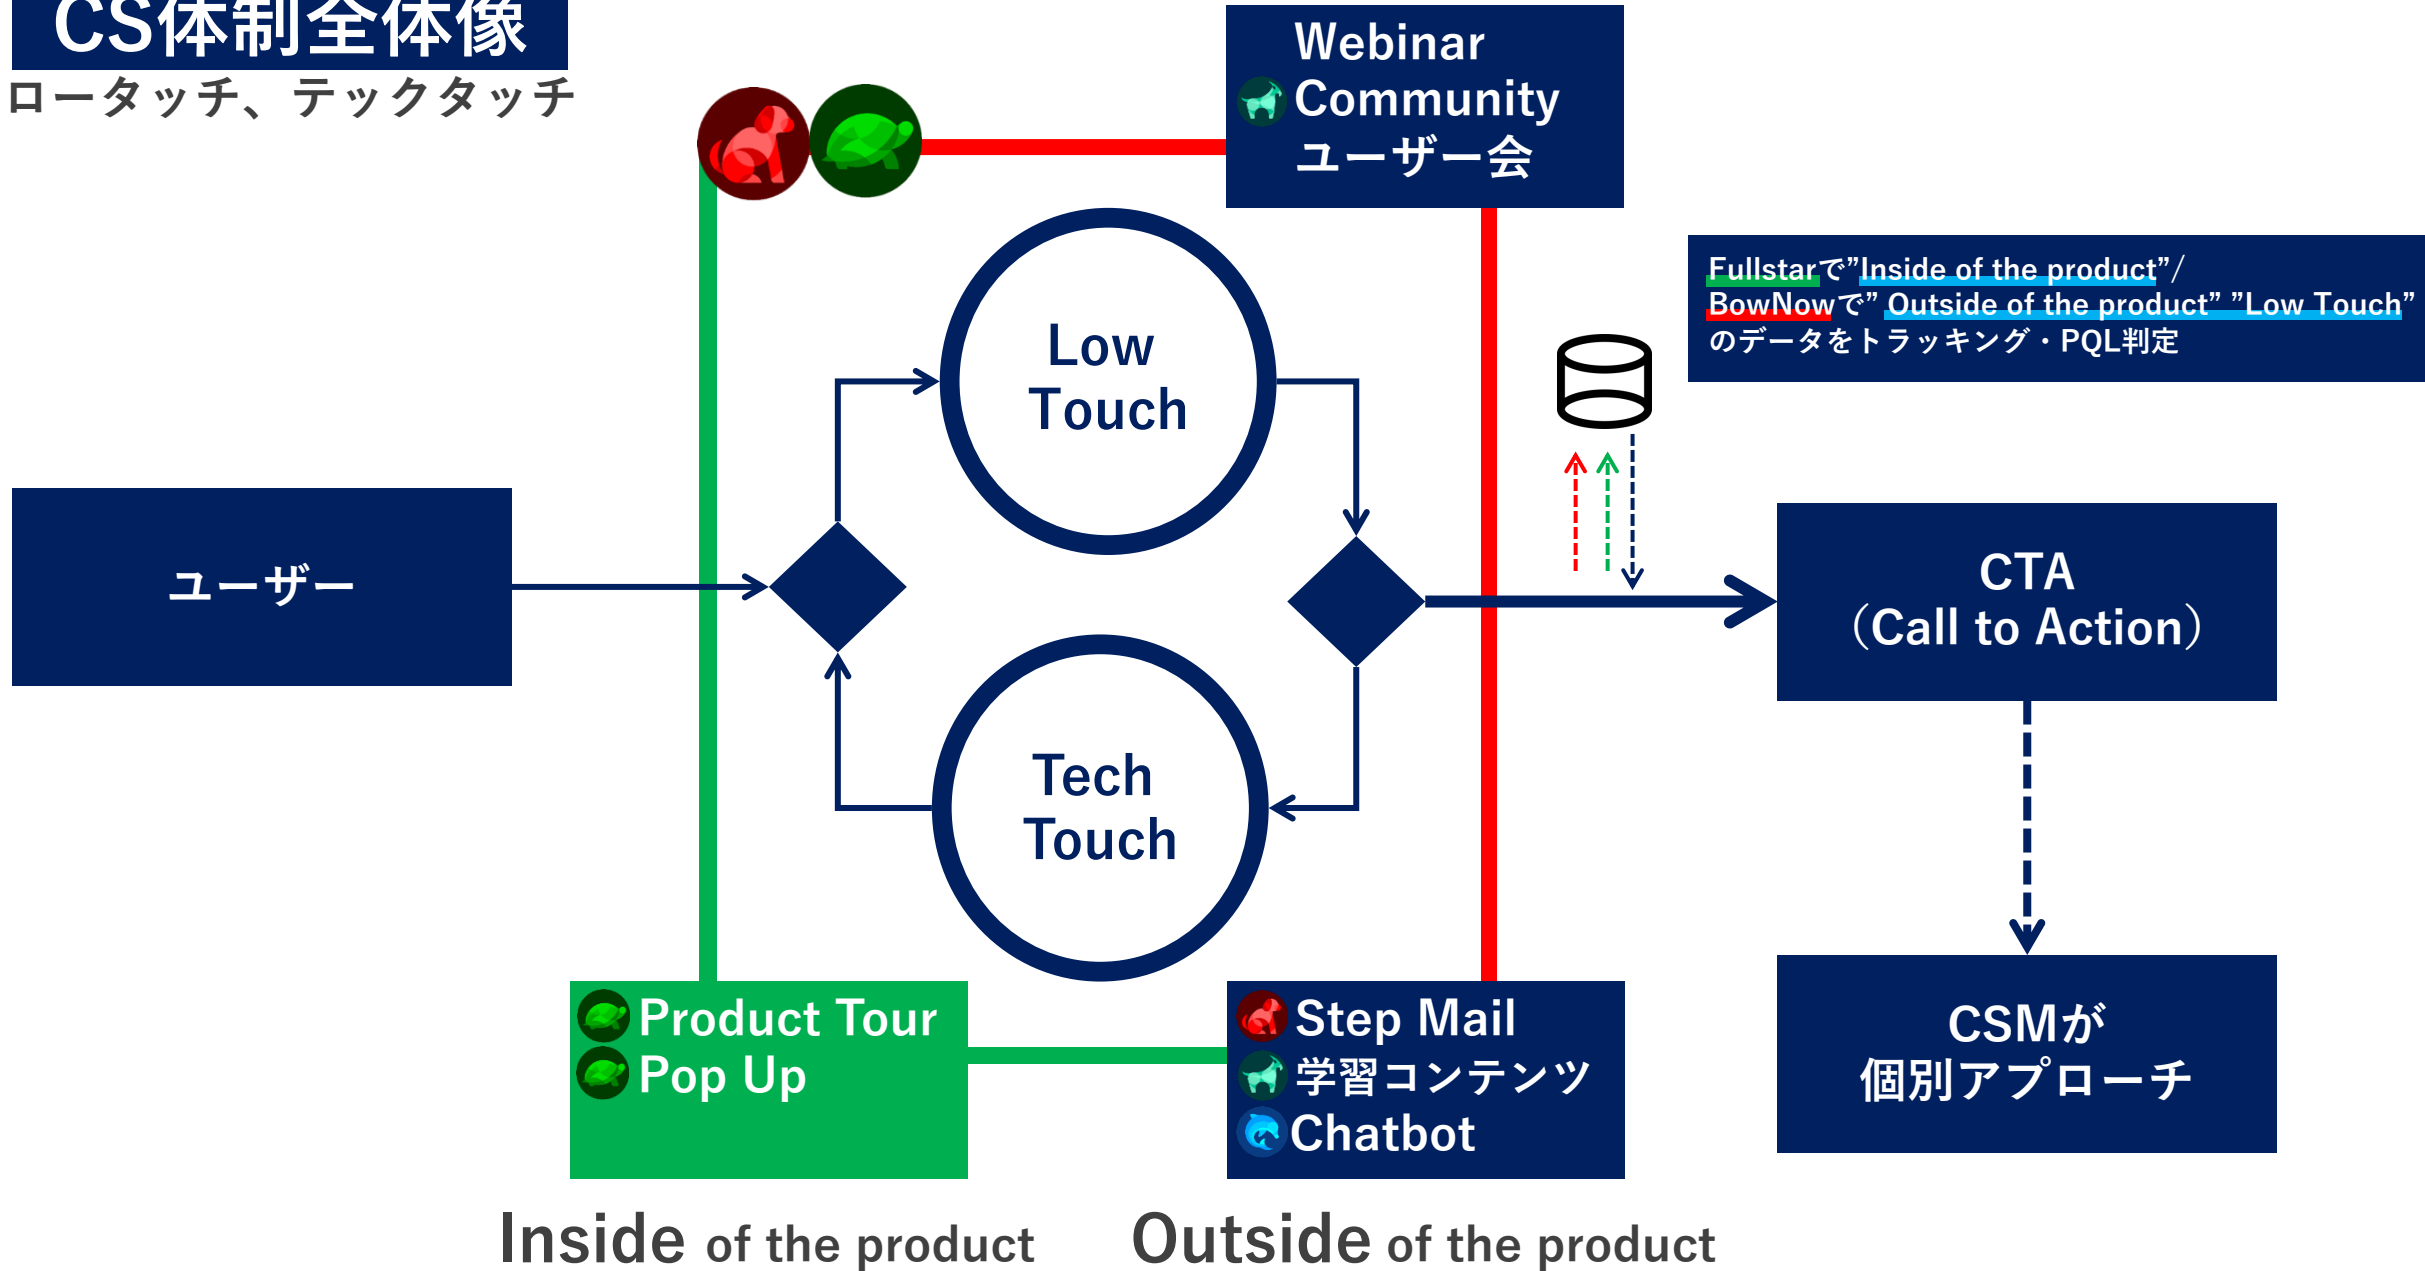 CS体制全体像
ロータッチ、テックタッチ
Webinar
Community
ユーザー会
Fullstarで”Inside of the product”/
BowNowで” Outside of the product” ”Low Touch”
のデータをトラッキング・PQL判定
Low
Touch
ユーザー
CTA
（Call to Action）
Tech
Touch
Product Tour
Pop Up
Step Mail
学習コンテンツ
Chatbot
CSMが
個別アプローチ
Inside of the product
Outside of the product